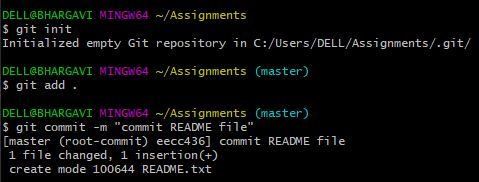 DELL@BHARGAVI MINGW64 ~/Assignments
$ git init
Initialized empty Git repository in C:/Users/DELL/Assignments/.git/
DELL@BHARGAVI MINGW64 ~/Assignments (master)
$ git add .
DELL@BHARGAVI MINGW64 ~/Assignments (master)
$ git commit -m "commit README file"
[master (root-commit) eecc436] commit README file
 1 file changed, 1 insertion(+)
 create mode 100644 README.txt